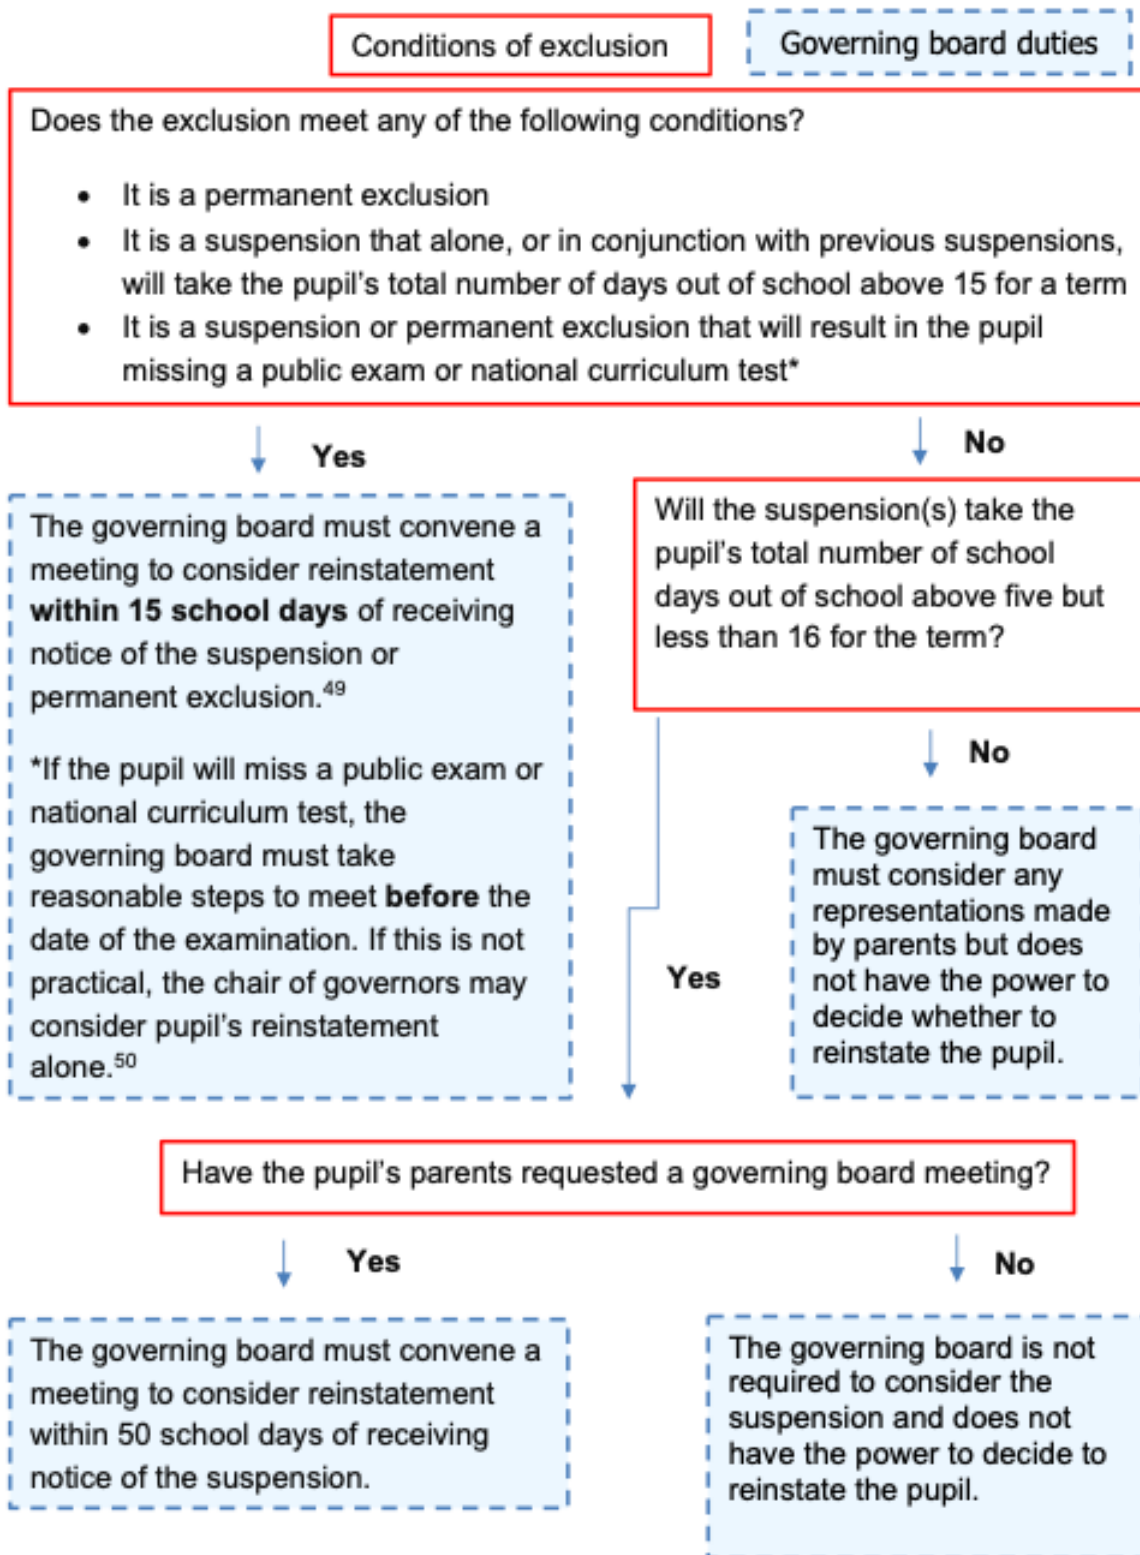 Conditions of exclusion
Governing board duties
Does the exclusion meet any of the following conditions?
• It is a permanent exclusion
• It is a suspension that alone, or in conjunction with previous suspensions,
will take the pupil's total number of days out of school above 15 for a term
• It is a suspension or permanent exclusion that will result in the pupil
missing a public exam or national curriculum test*
Yes
No
The governing board must convene a
meeting to consider reinstatement
within 15 school days of receiving
notice of the suspension or
permanent exclusion.49
*If the pupil will miss a public exam or
national curriculum test, the
governing board must take
reasonable steps to meet before the
date of the examination. If this is not
practical, the chair of governors may
consider pupil's reinstatement
alone.50
Will the suspension(s) take the
pupil's total number of school
days out of school above five but
less than 16 for the term?
No
The governing board
must consider any
representations made
by parents but does
not have the power to
decide whether to
reinstate the pupil.
Yes
Have the pupil's parents requested a governing board meeting?
Yes
No
The governing board must convene a
meeting to consider reinstatement
within 50 school days of receiving
notice of the suspension.
The governing board is not
required to consider the
suspension and does not
have the power to decide to
reinstate the pupil.